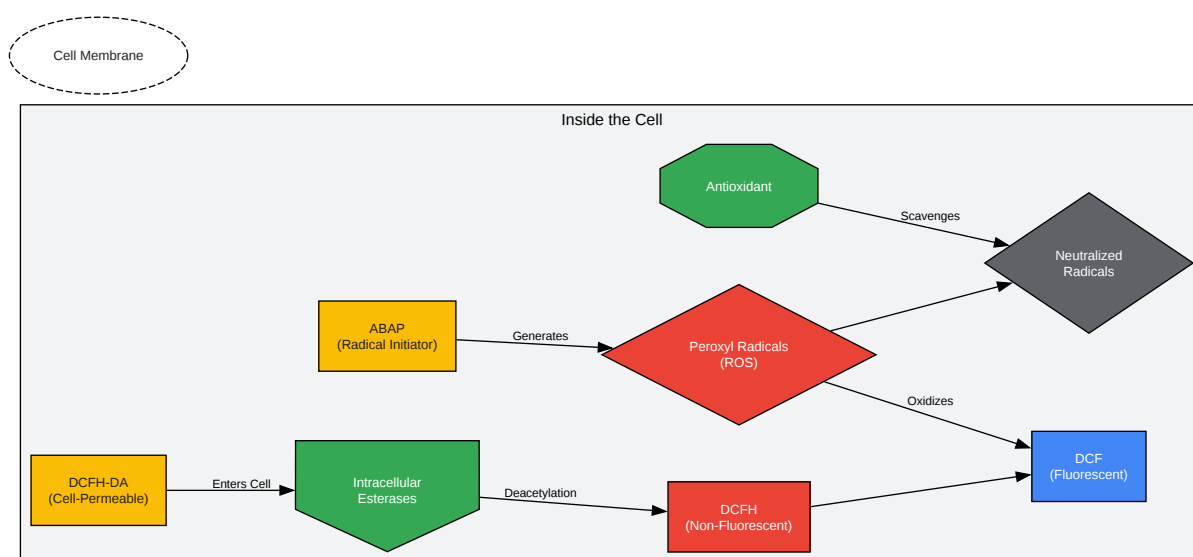 Cell Membrane
Inside the Cell
Antioxidant
Scavenges
Neutralized
Radicals
ABAP
(Radical Initiator)
Generates
Peroxyl Radicals
(ROS)
Oxidizes
DCFH-DA
(Cell-Permeable)
Enters Cell
Intracellular
Esterases
Deacetylation
DCFH
(Non-Fluorescent)
DCF
(Fluorescent)